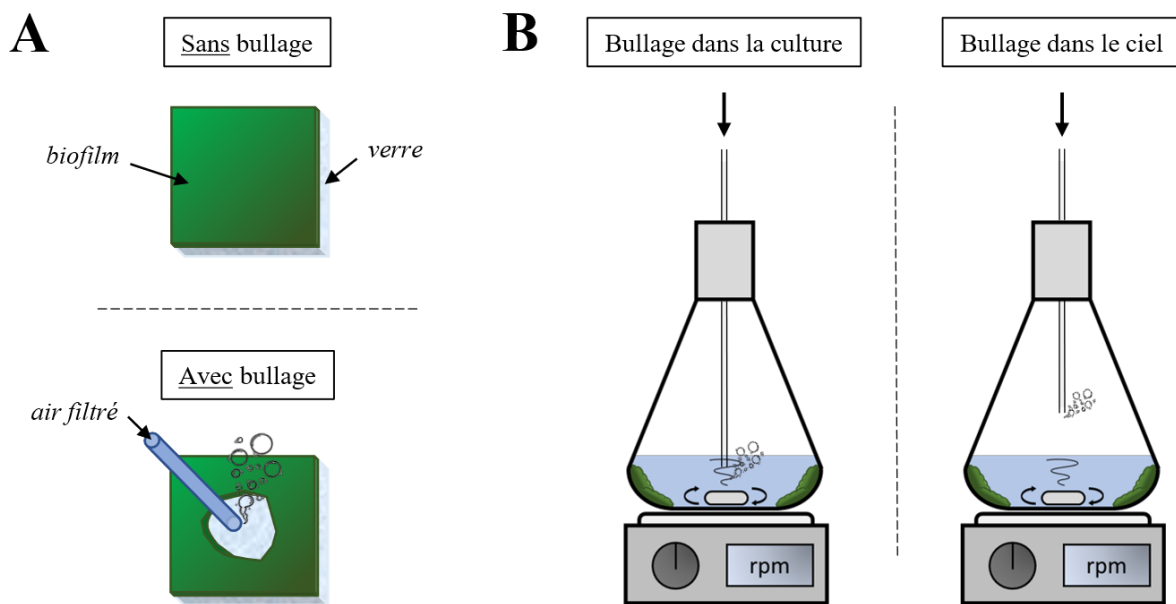 A
Sans bullage
biofilm
verre
Avec bullage
air filtré
B
Bullage dans la culture
Bullage dans le ciel
rpm
rpm